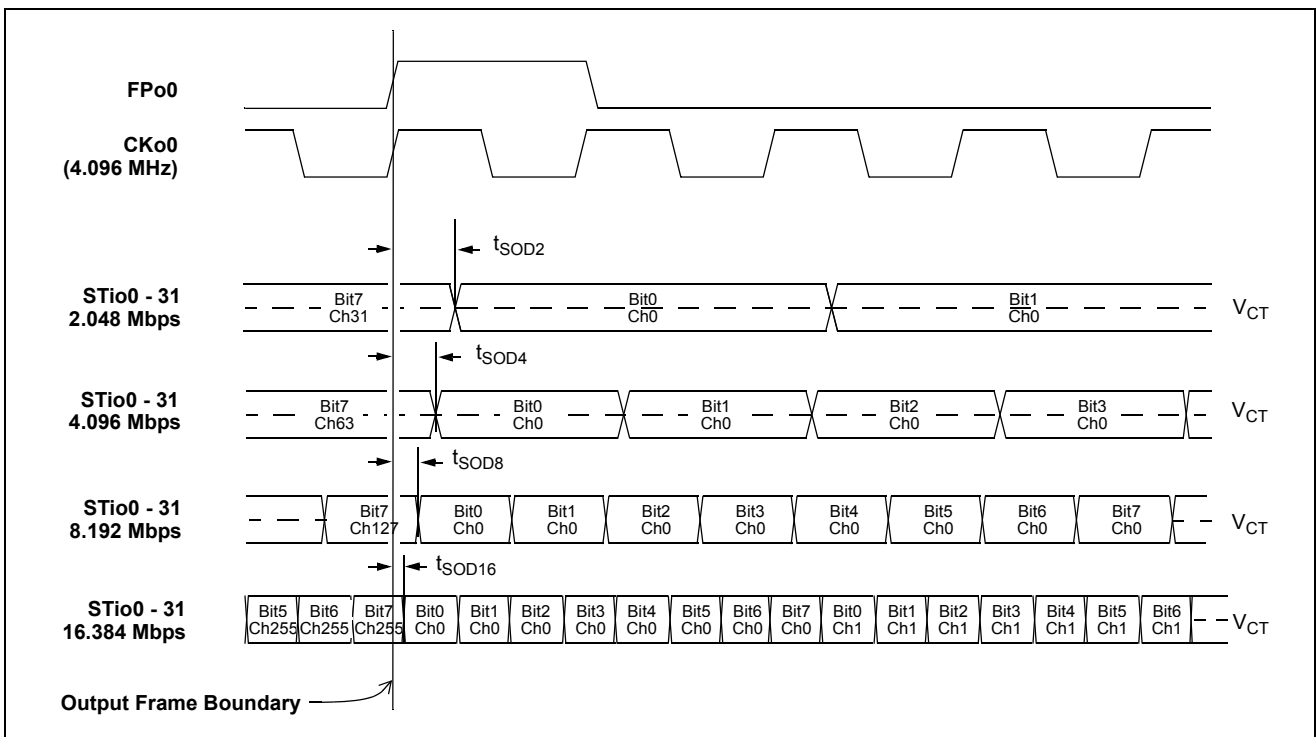 FPo0
CKo0
(4.096 MHz)
tSOD2
STio0 - 31
2.048 Mbps
Bit7
Ch31
Bit0
Ch0
Bit1
Ch0
VCT
tSOD4
STio0 - 31
4.096 Mbps
Bit7
Ch63
Bit0
Ch0
Bit1
Ch0
Bit2
Ch0
Bit3
Ch0
VCT
tSOD8
STio0 - 31
8.192 Mbps
Bit7
Ch127
Bit0
Ch0
Bit1
Ch0
Bit2
Ch0
Bit3
Ch0
Bit4
Ch0
Bit5
Ch0
Bit6
Ch0
Bit7
Ch0
VCT
tSOD16
STio0 - 31
16.384 Mbps
Bit5
Ch255
Bit6
Ch255
Bit7
Ch255
Bit0
Ch0
Bit1
Ch0
Bit2
Ch0
Bit3
Ch0
Bit4
Ch0
Bit5
Ch0
Bit6
Ch0
Bit7
Ch0
Bit0
Ch1
Bit1
Ch1
Bit2
Ch1
Bit3
Ch1
Bit4
Ch1
Bit5
Ch1
Bit6
Ch1
VCT
Output Frame Boundary